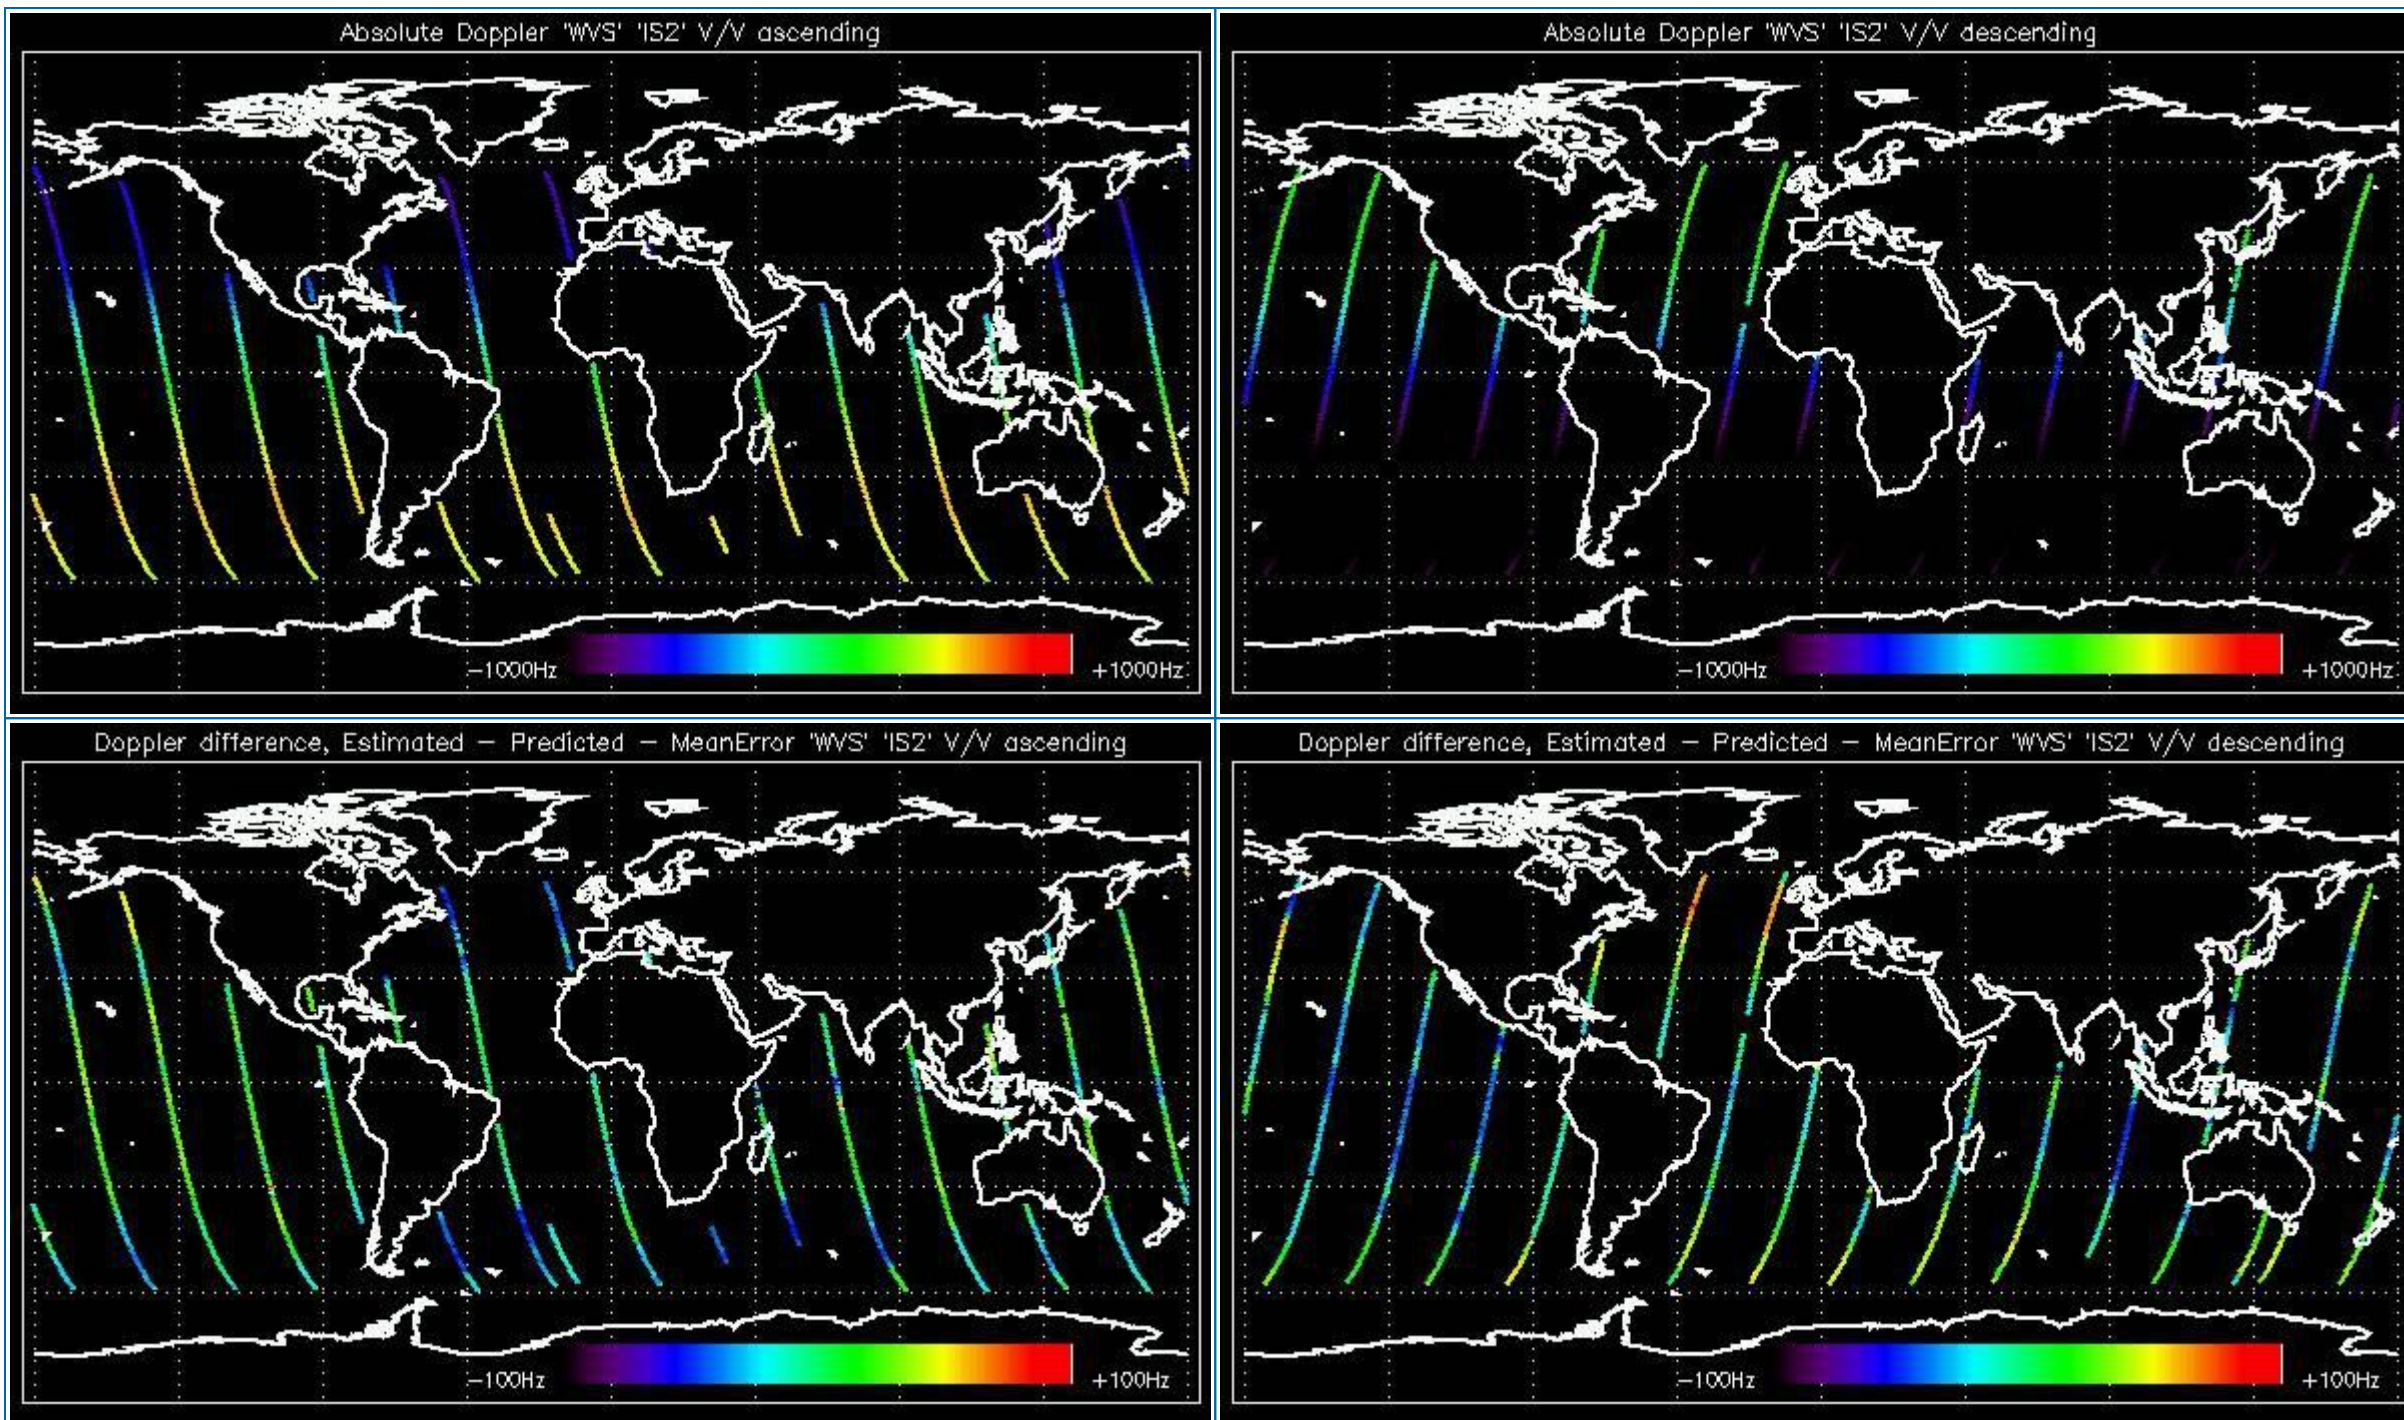 Absolute Doppler 'WVS' 'IS2' V/V ascending
-1000Hz +1000Hz
Absolute Doppler 'WVS' 'IS2' V/V descending
-1000Hz +1000Hz
Doppler difference, Estimated - Predicted - MeanError 'WVS' 'IS2' V/V ascending
-100Hz +100Hz
Doppler difference, Estimated - Predicted - MeanError 'WVS' 'IS2' V/V descending
-100Hz +100Hz